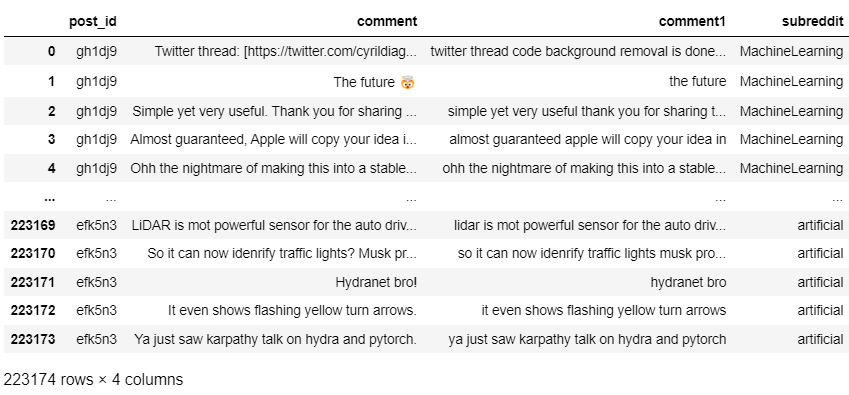 post_id comment comment1 subreddit
0 gh1dj9 Twitter thread: [https://twitter.com/cyrildiag... twitter thread code background removal is done... MachineLearning
1 gh1dj9 The future 🤯 the future MachineLearning
2 gh1dj9 Simple yet very useful. Thank you for sharing ... simple yet very useful thank you for sharing t... MachineLearning
3 gh1dj9 Almost guaranteed, Apple will copy your idea i... almost guaranteed apple will copy your idea in MachineLearning
4 gh1dj9 Ohh the nightmare of making this into a stable... ohh the nightmare of making this into a stable... MachineLearning
... ... ... ... ...
223169 efk5n3 LiDAR is mot powerful sensor for the auto driv... lidar is mot powerful sensor for the auto driv... artificial
223170 efk5n3 So it can now idenrify traffic lights? Musk pr... so it can now idenrify traffic lights musk pro... artificial
223171 efk5n3 Hydranet bro! hydranet bro artificial
223172 efk5n3 It even shows flashing yellow turn arrows. it even shows flashing yellow turn arrows artificial
223173 efk5n3 Ya just saw karpathy talk on hydra and pytorch. ya just saw karpathy talk on hydra and pytorch artificial
223174 rows × 4 columns